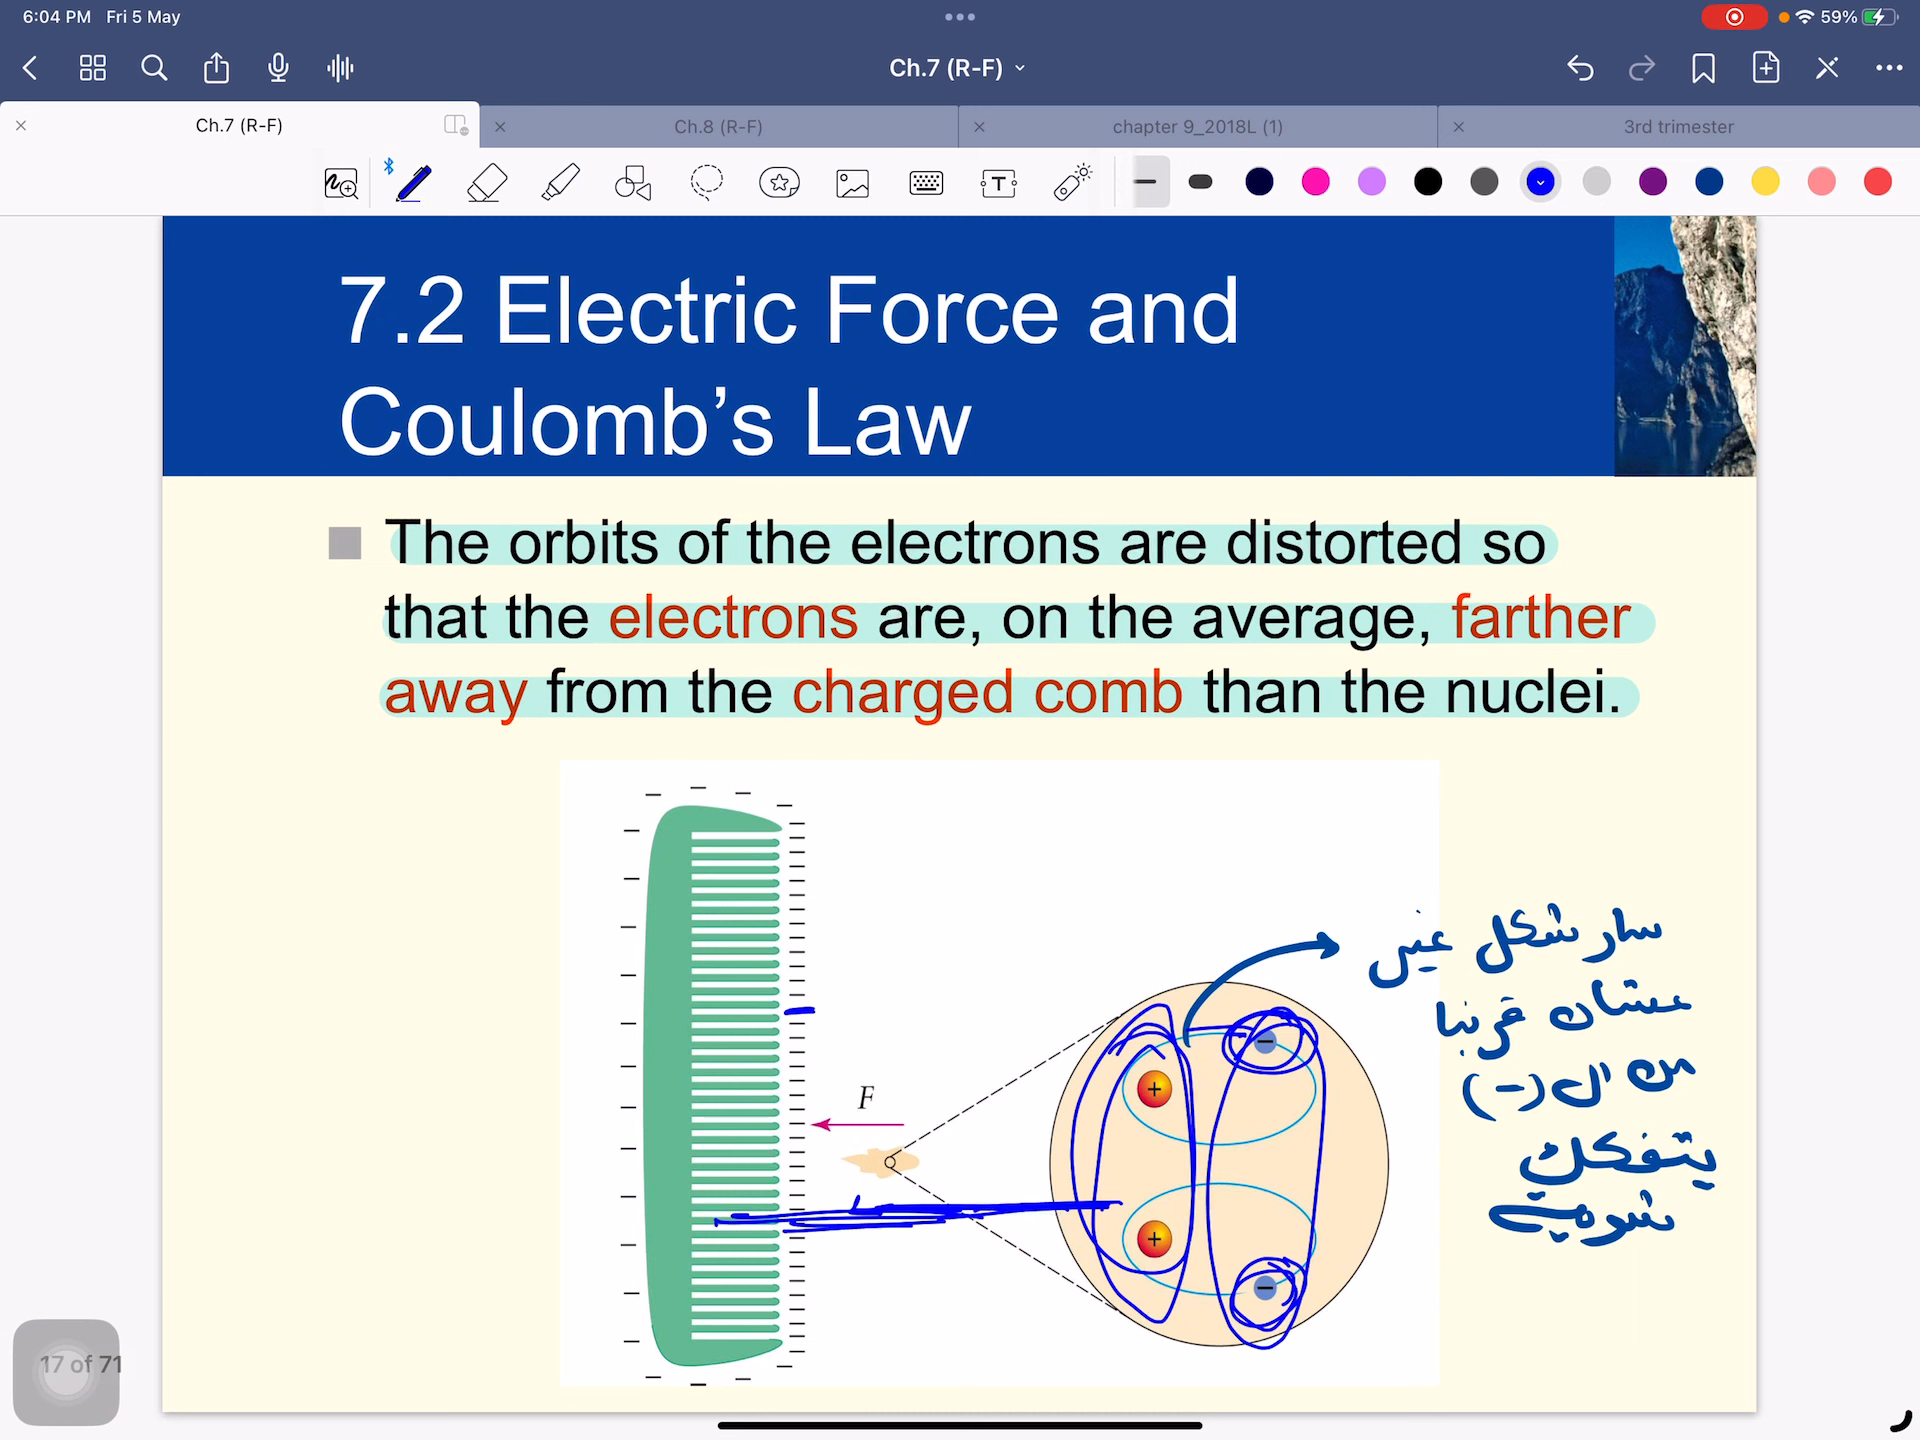 6:04 PM Fri 5 May
59%
Ch.7 (R-F)
Ch.7 (R-F)
Ch.8 (R-F)
chapter 9_2018L (1)
3rd trimester
7.2 Electric Force and
Coulomb’s Law
The orbits of the electrons are distorted so
that the electrons are, on the average, farther
away from the charged comb than the nuclei.
F
+
−
+
−
سار شكل عيني
عشان قربنا
من ال (-)
يتفكك
شوي
17 of 71